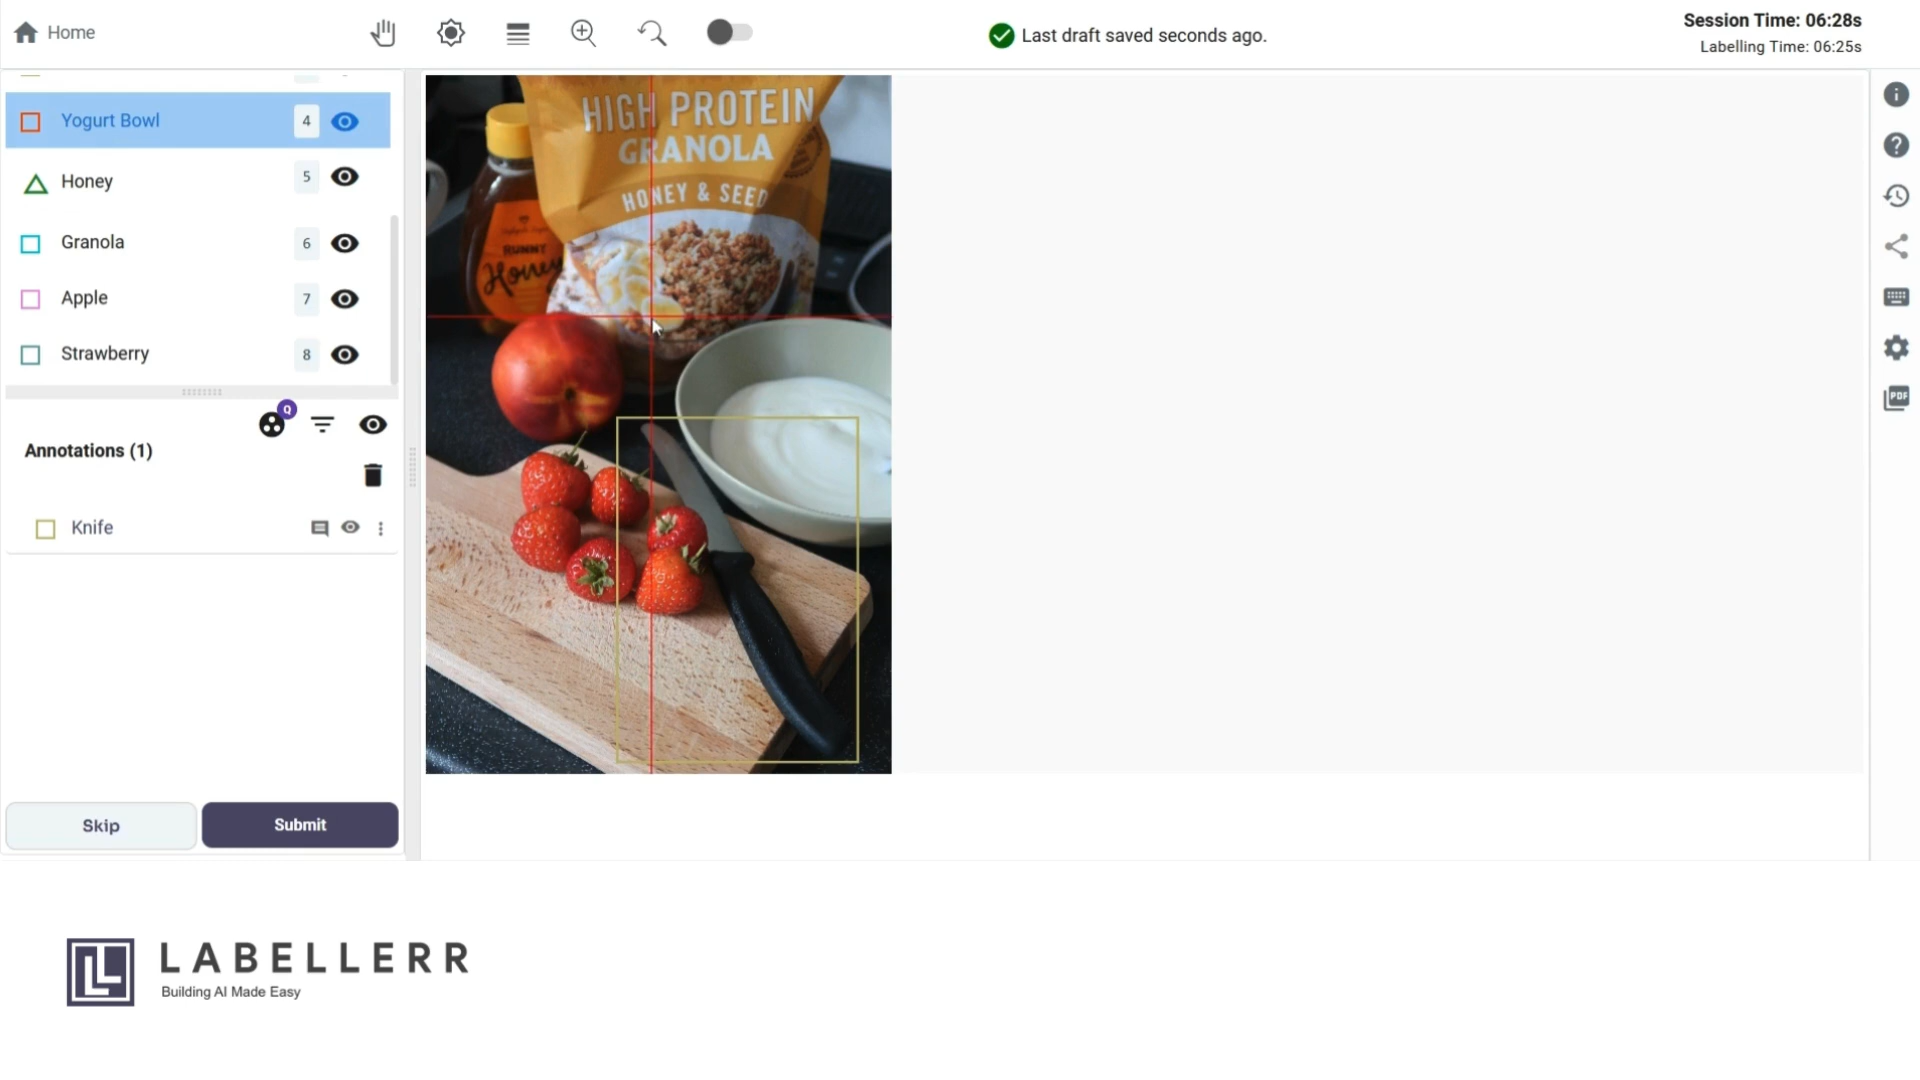 Home
Last draft saved seconds ago.
Session Time: 06:28s
Labelling Time: 06:25s
Yogurt Bowl 4
Honey 5
Granola 6
Apple 7
Strawberry 8
Q
Annotations (1)
Knife
Skip
Submit
HIGH PROTEIN
GRANOLA
HONEY & SEED
RUNNY
Honey
PDF
LABELLERR
Building AI Made Easy